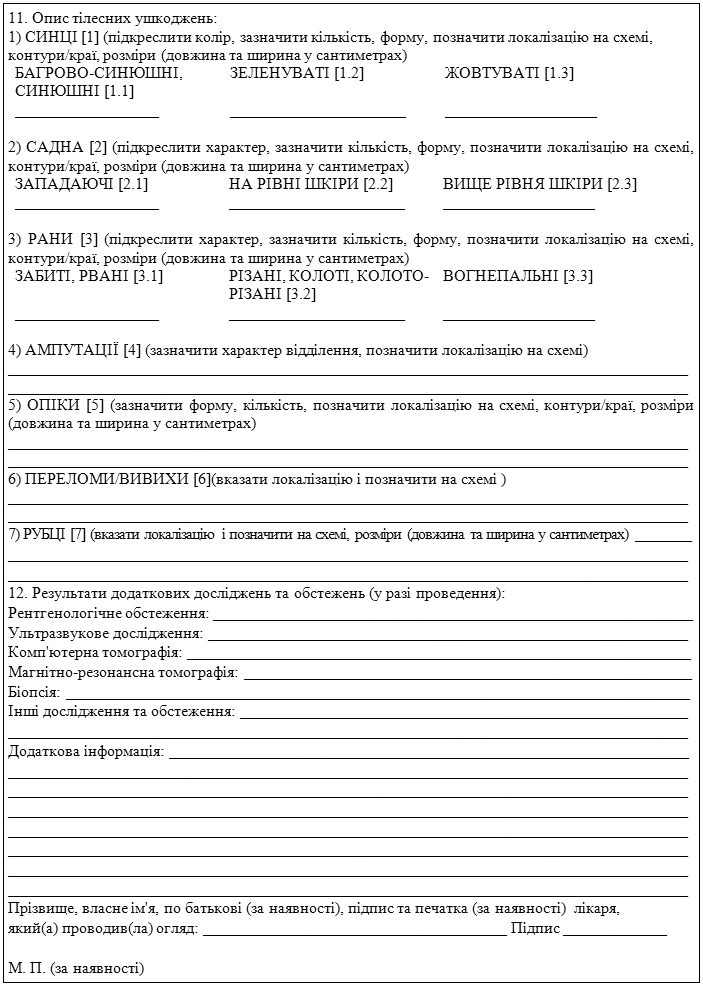 11. Опис тілесних ушкоджень:
1) СИНЦІ [1] (підкреслити колір, зазначити кількість, форму, позначити локалізацію на схемі,
контури/краї, розміри (довжина та ширина у сантиметрах)
БАГРОВО-СИНЮШНІ, ЗЕЛЕНУВАТІ [1.2] ЖОВТУВАТІ [1.3]
СИНЮШНІ [1.1]
2) САДНА [2] (підкреслити характер, зазначити кількість, форму, позначити локалізацію на схемі,
контури/краї, розміри (довжина та ширина у сантиметрах)
ЗАПАДАЮЧІ [2.1] НА РІВНІ ШКІРИ [2.2] ВИЩЕ РІВНЯ ШКІРИ [2.3]
3) РАНИ [3] (підкреслити характер, зазначити кількість, форму, позначити локалізацію на схемі,
контури/краї, розміри (довжина та ширина у сантиметрах)
ЗАБИТІ, РВАНІ [3.1] РІЗАНІ, КОЛОТІ, КОЛОТО- ВОГНЕПАЛЬНІ [3.3]
РІЗАНІ [3.2]
4) АМПУТАЦІЇ [4] (зазначити характер відділення, позначити локалізацію на схемі)
5) ОПІКИ [5] (зазначити форму, кількість, позначити локалізацію на схемі, контури/краї, розміри
(довжина та ширина у сантиметрах)
6) ПЕРЕЛОМИ/ВИВИХИ [6](вказати локалізацію і позначити на схемі )
7) РУБЦІ [7] (вказати локалізацію і позначити на схемі, розміри (довжина та ширина у сантиметрах)
12. Результати додаткових досліджень та обстежень (у разі проведення):
Рентгенологічне обстеження:
Ультразвукове дослідження:
Комп'ютерна томографія:
Магнітно-резонансна томографія:
Біопсія:
Інші дослідження та обстеження:
Додаткова інформація:
Прізвище, власне ім'я, по батькові (за наявності), підпис та печатка (за наявності) лікаря,
який(а) проводив(ла) огляд: Підпис
М. П. (за наявності)